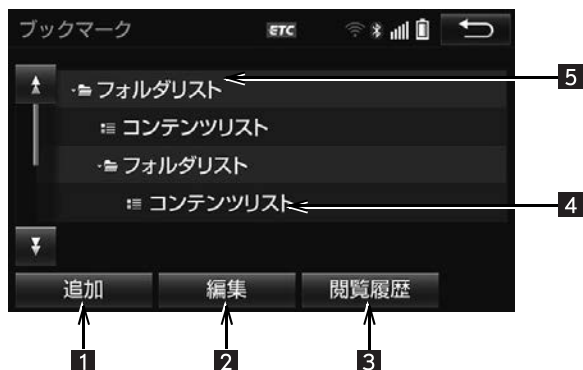 ブックマーク ETC
フォルダリスト 5
コンテンツリスト
フォルダリスト
コンテンツリスト 4
追加 編集 閲覧履歴
1 2 3